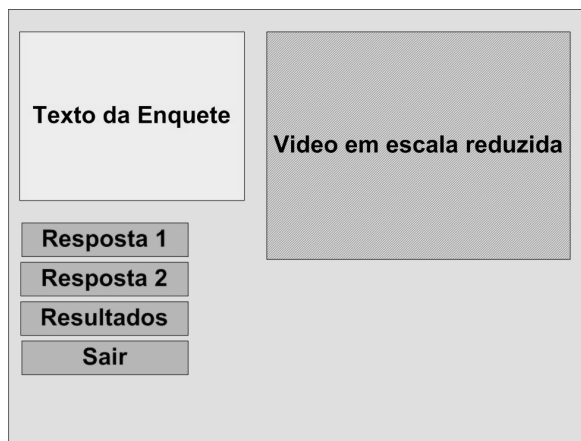 Texto da Enquete
Video em escala reduzida
Resposta 1
Resposta 2
Resultados
Sair